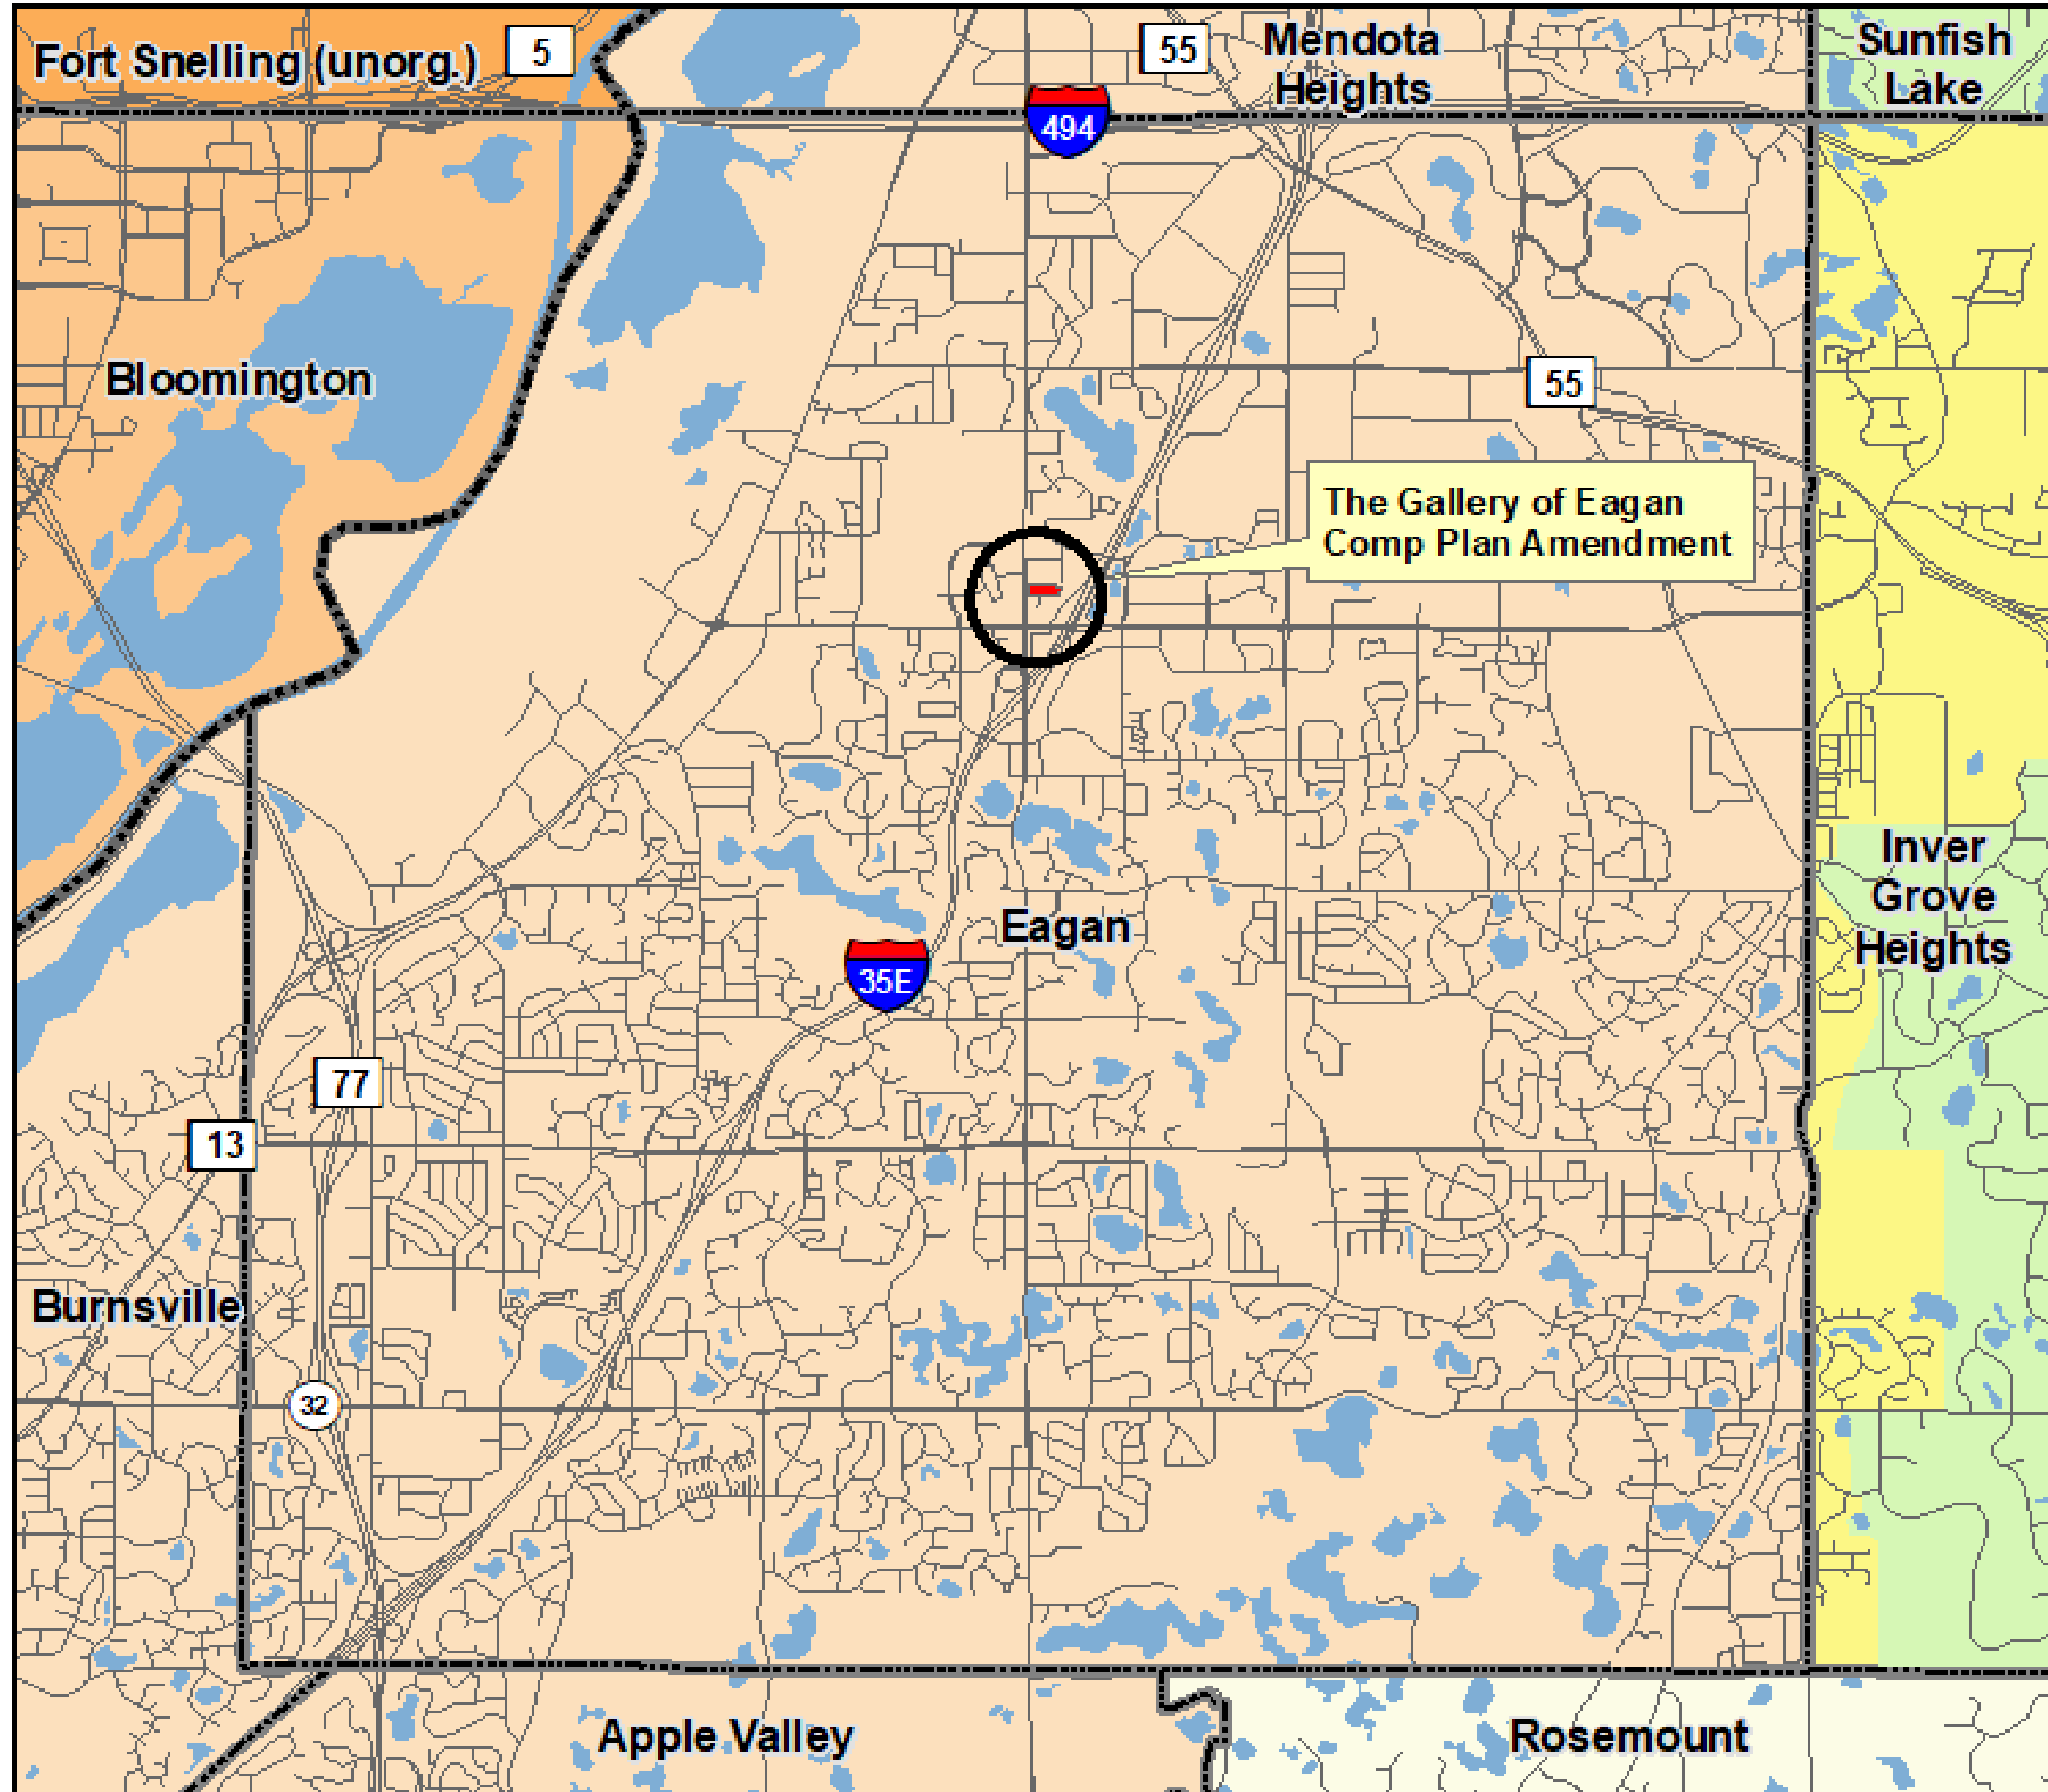 Fort Snelling (unorg.)
5
55
Mendota
Heights
Sunfish
Lake
494
Bloomington
55
The Gallery of Eagan
Comp Plan Amendment
Inver
Grove
Heights
Eagan
35E
77
13
Burnsville
32
Apple Valley
Rosemount